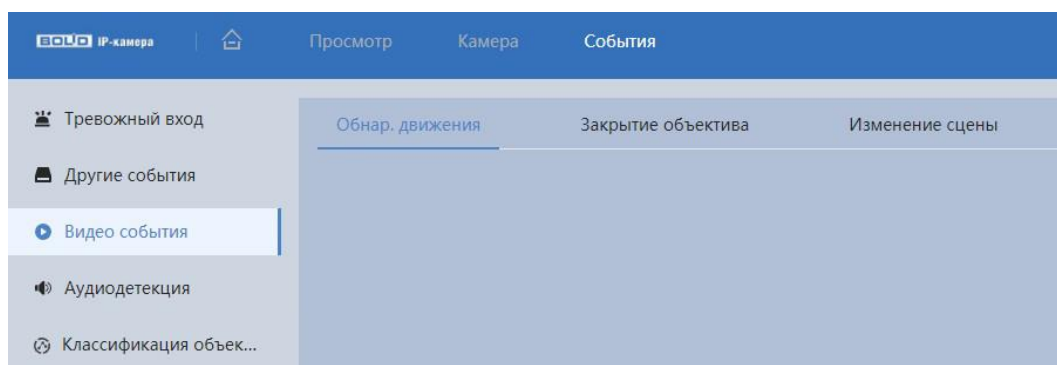 BOLID IP-камера
Просмотр Камера События
Тревожный вход
Другие события
Видео события
Аудиодетекция
Классификация объек...
Обнар. движения Закрытие объектива Изменение сцены